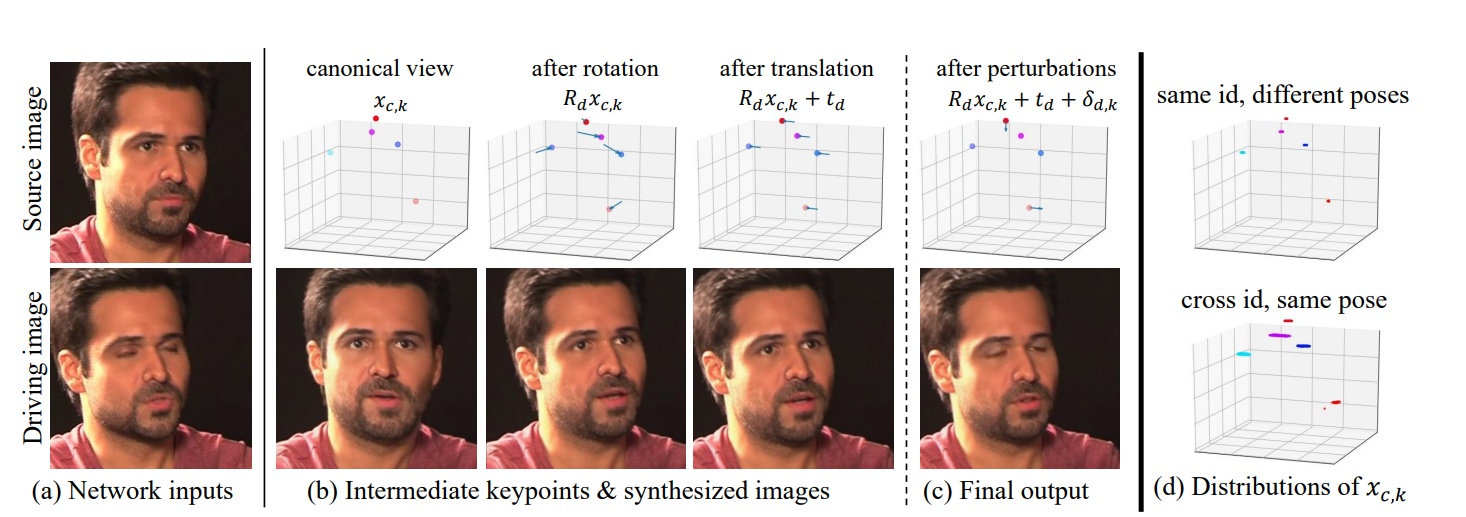 Source image
Driving image
(a) Network inputs
canonical view
$x_{c,k}$
after rotation
$R_d x_{c,k}$
after translation
$R_d x_{c,k} + t_d$
(b) Intermediate keypoints & synthesized images
after perturbations
$R_d x_{c,k} + t_d + \delta_{d,k}$
(c) Final output
same id, different poses
cross id, same pose
(d) Distributions of $x_{c,k}$